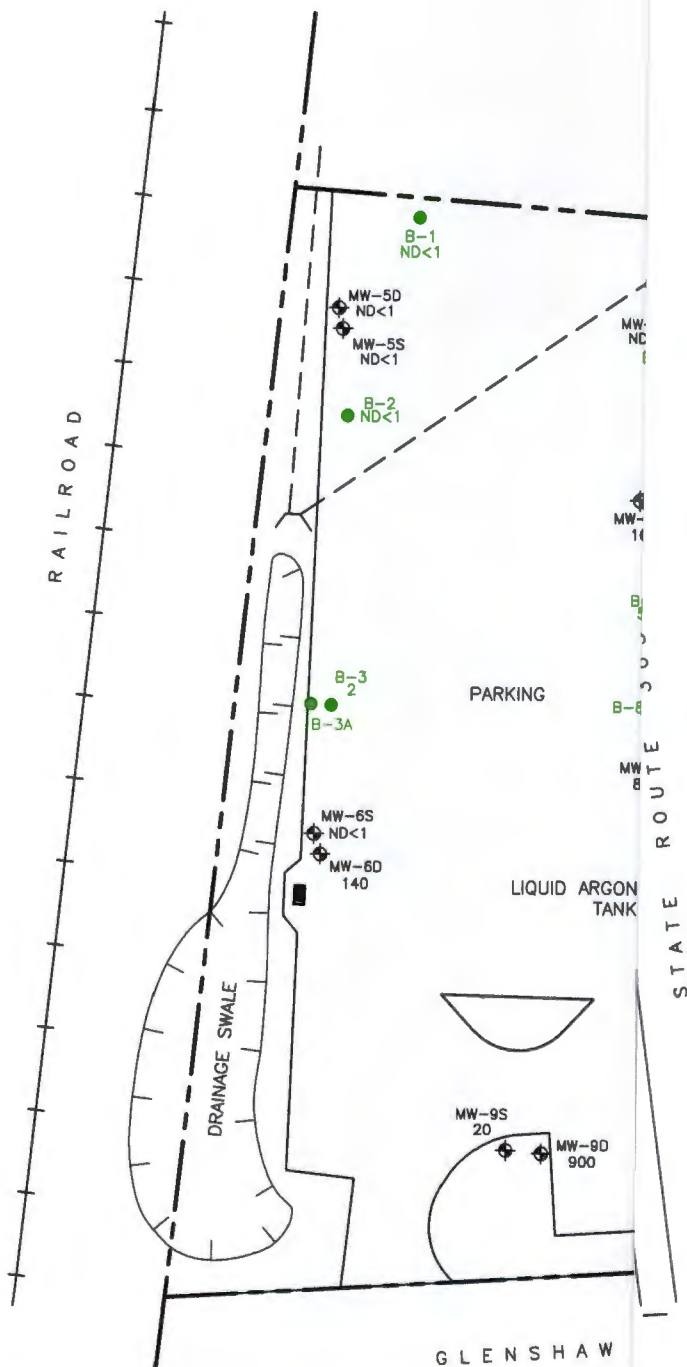 B-1
ND<1
MW-5D
ND<1
MW-5S
ND<1
B-2
ND<1
RAILROAD
B-3
2
B-3A
PARKING
B-8
MW-6S
ND<1
MW-6D
140
LIQUID ARGON
TANK
STATE ROUTE
DRAINAGE SWALE
MW-9S
20
MW-9D
900
GLENSHAW